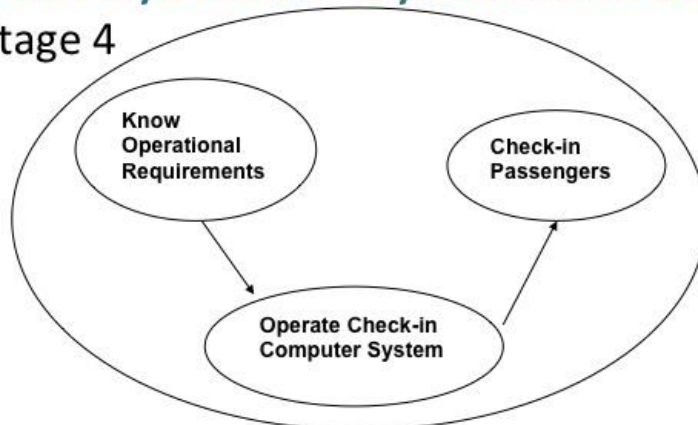 tage 4
Know
Operational
Requirements
Check-in
Passengers
Operate Check-in
Computer System